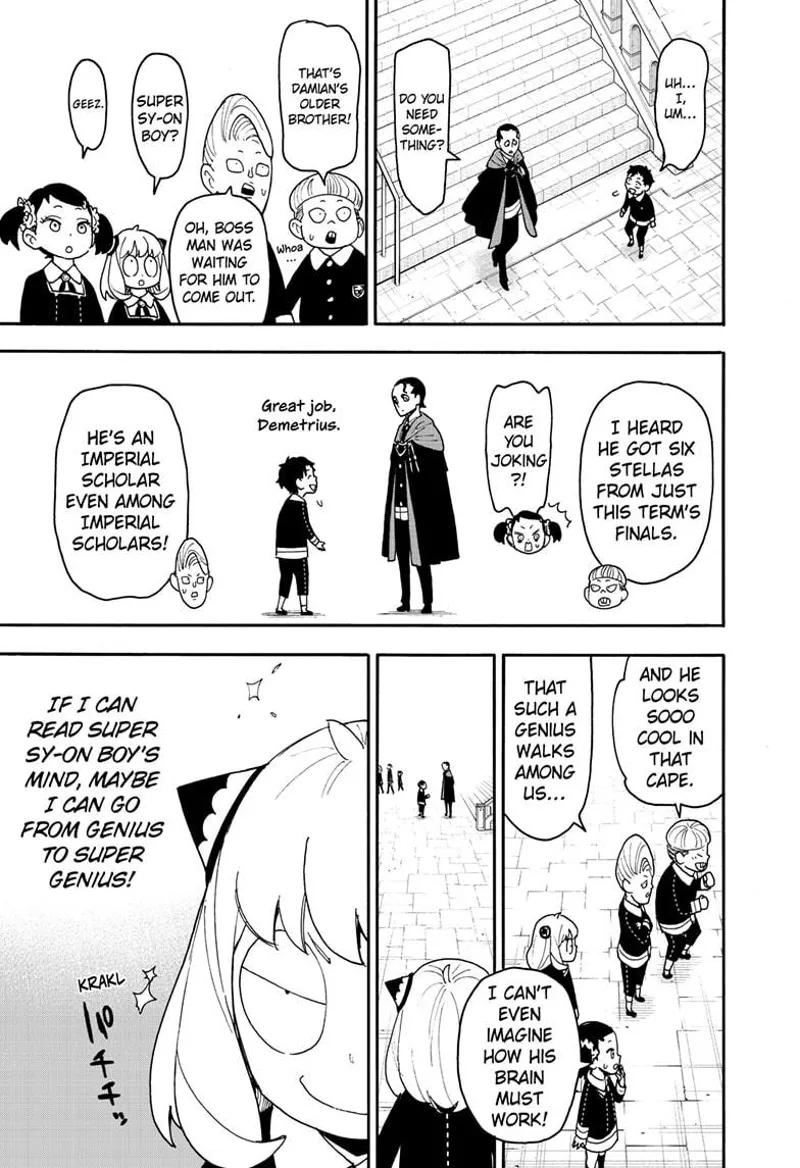 UH...
I,
UM...
DO YOU
NEED
SOME-
THING?
THAT'S
DAMIAN'S
OLDER
BROTHER!
Whoa...
OH, BOSS
MAN WAS
WAITING
FOR HIM TO
COME OUT.
SUPER
SY-ON
BOY?
GEEZ.
I HEARD
HE GOT SIX
STELLAS
FROM JUST
THIS TERM'S
FINALS.
ARE
YOU
JOKING
?!
Great job,
Demetrius.
HE'S AN
IMPERIAL
SCHOLAR
EVEN AMONG
IMPERIAL
SCHOLARS!
AND HE
LOOKS
SOOO
COOL IN
THAT
CAPE.
THAT
SUCH A
GENIUS
WALKS
AMONG
US...
I CAN'T
EVEN
IMAGINE
HOW HIS
BRAIN
MUST
WORK!
IF I CAN
READ SUPER
SY-ON BOY'S
MIND, MAYBE
I CAN GO
FROM GENIUS
TO SUPER
GENIUS!
KRAKL
パチチッ